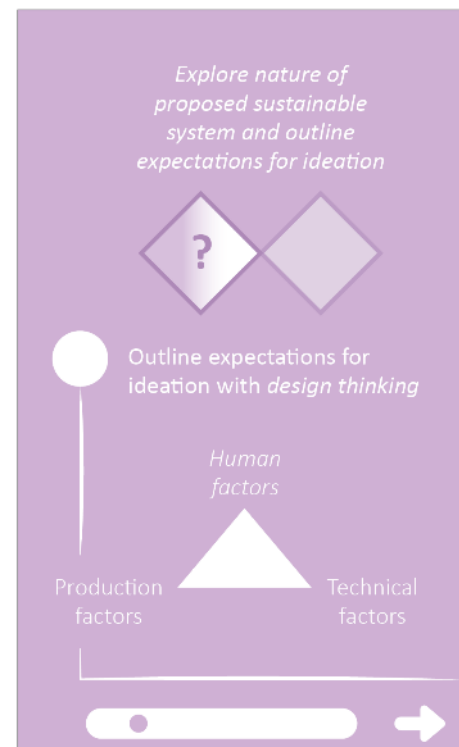 Explore nature of
proposed sustainable
system and outline
expectations for ideation
?
Outline expectations for
ideation with design thinking
Human
factors
Production
factors
Technical
factors